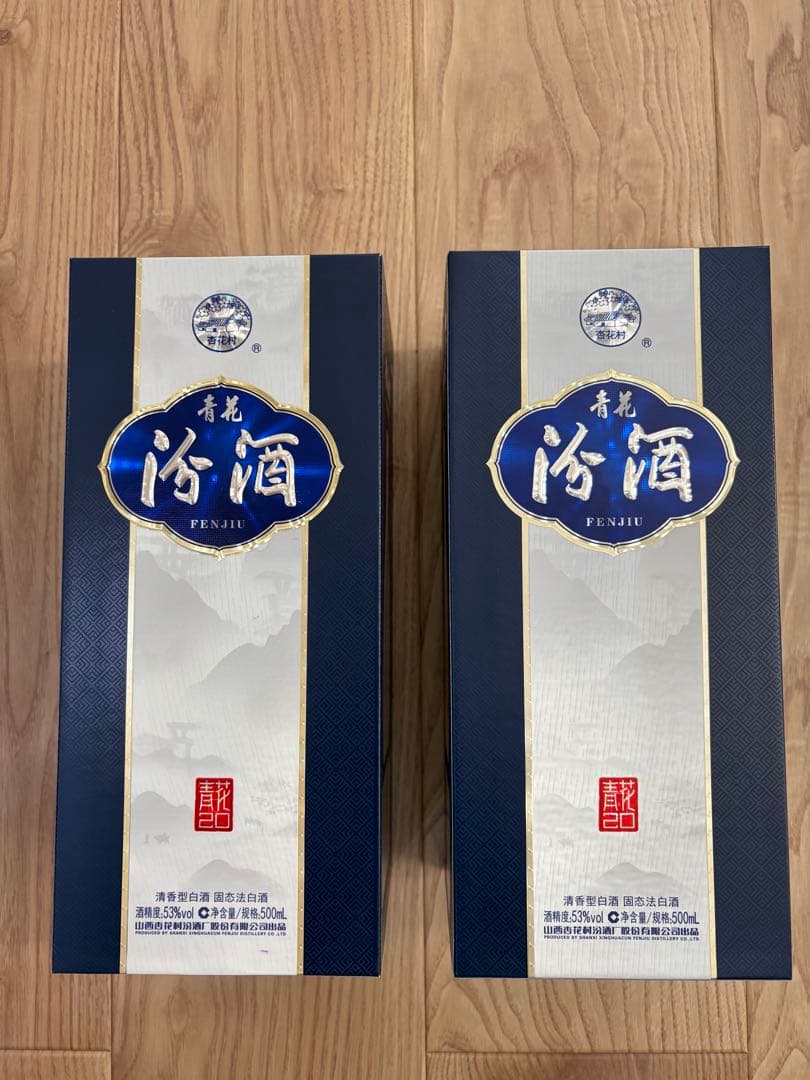 杏花村
®
青花
汾酒
FENJIU
青花
20
清香型白酒 固态法白酒
酒精度:53%vol C净含量/规格:500mL
山西杏花村汾酒厂股份有限公司出品
PRODUCED BY SHANXI XINGHUACUN FENJIU DISTILLERY CO.,LTD.
杏花村
®
青花
汾酒
FENJIU
青花
20
清香型白酒 固态法白酒
酒精度:53%vol C净含量/规格:500mL
山西杏花村汾酒厂股份有限公司出品
PRODUCED BY SHANXI XINGHUACUN FENJIU DISTILLERY CO.,LTD.